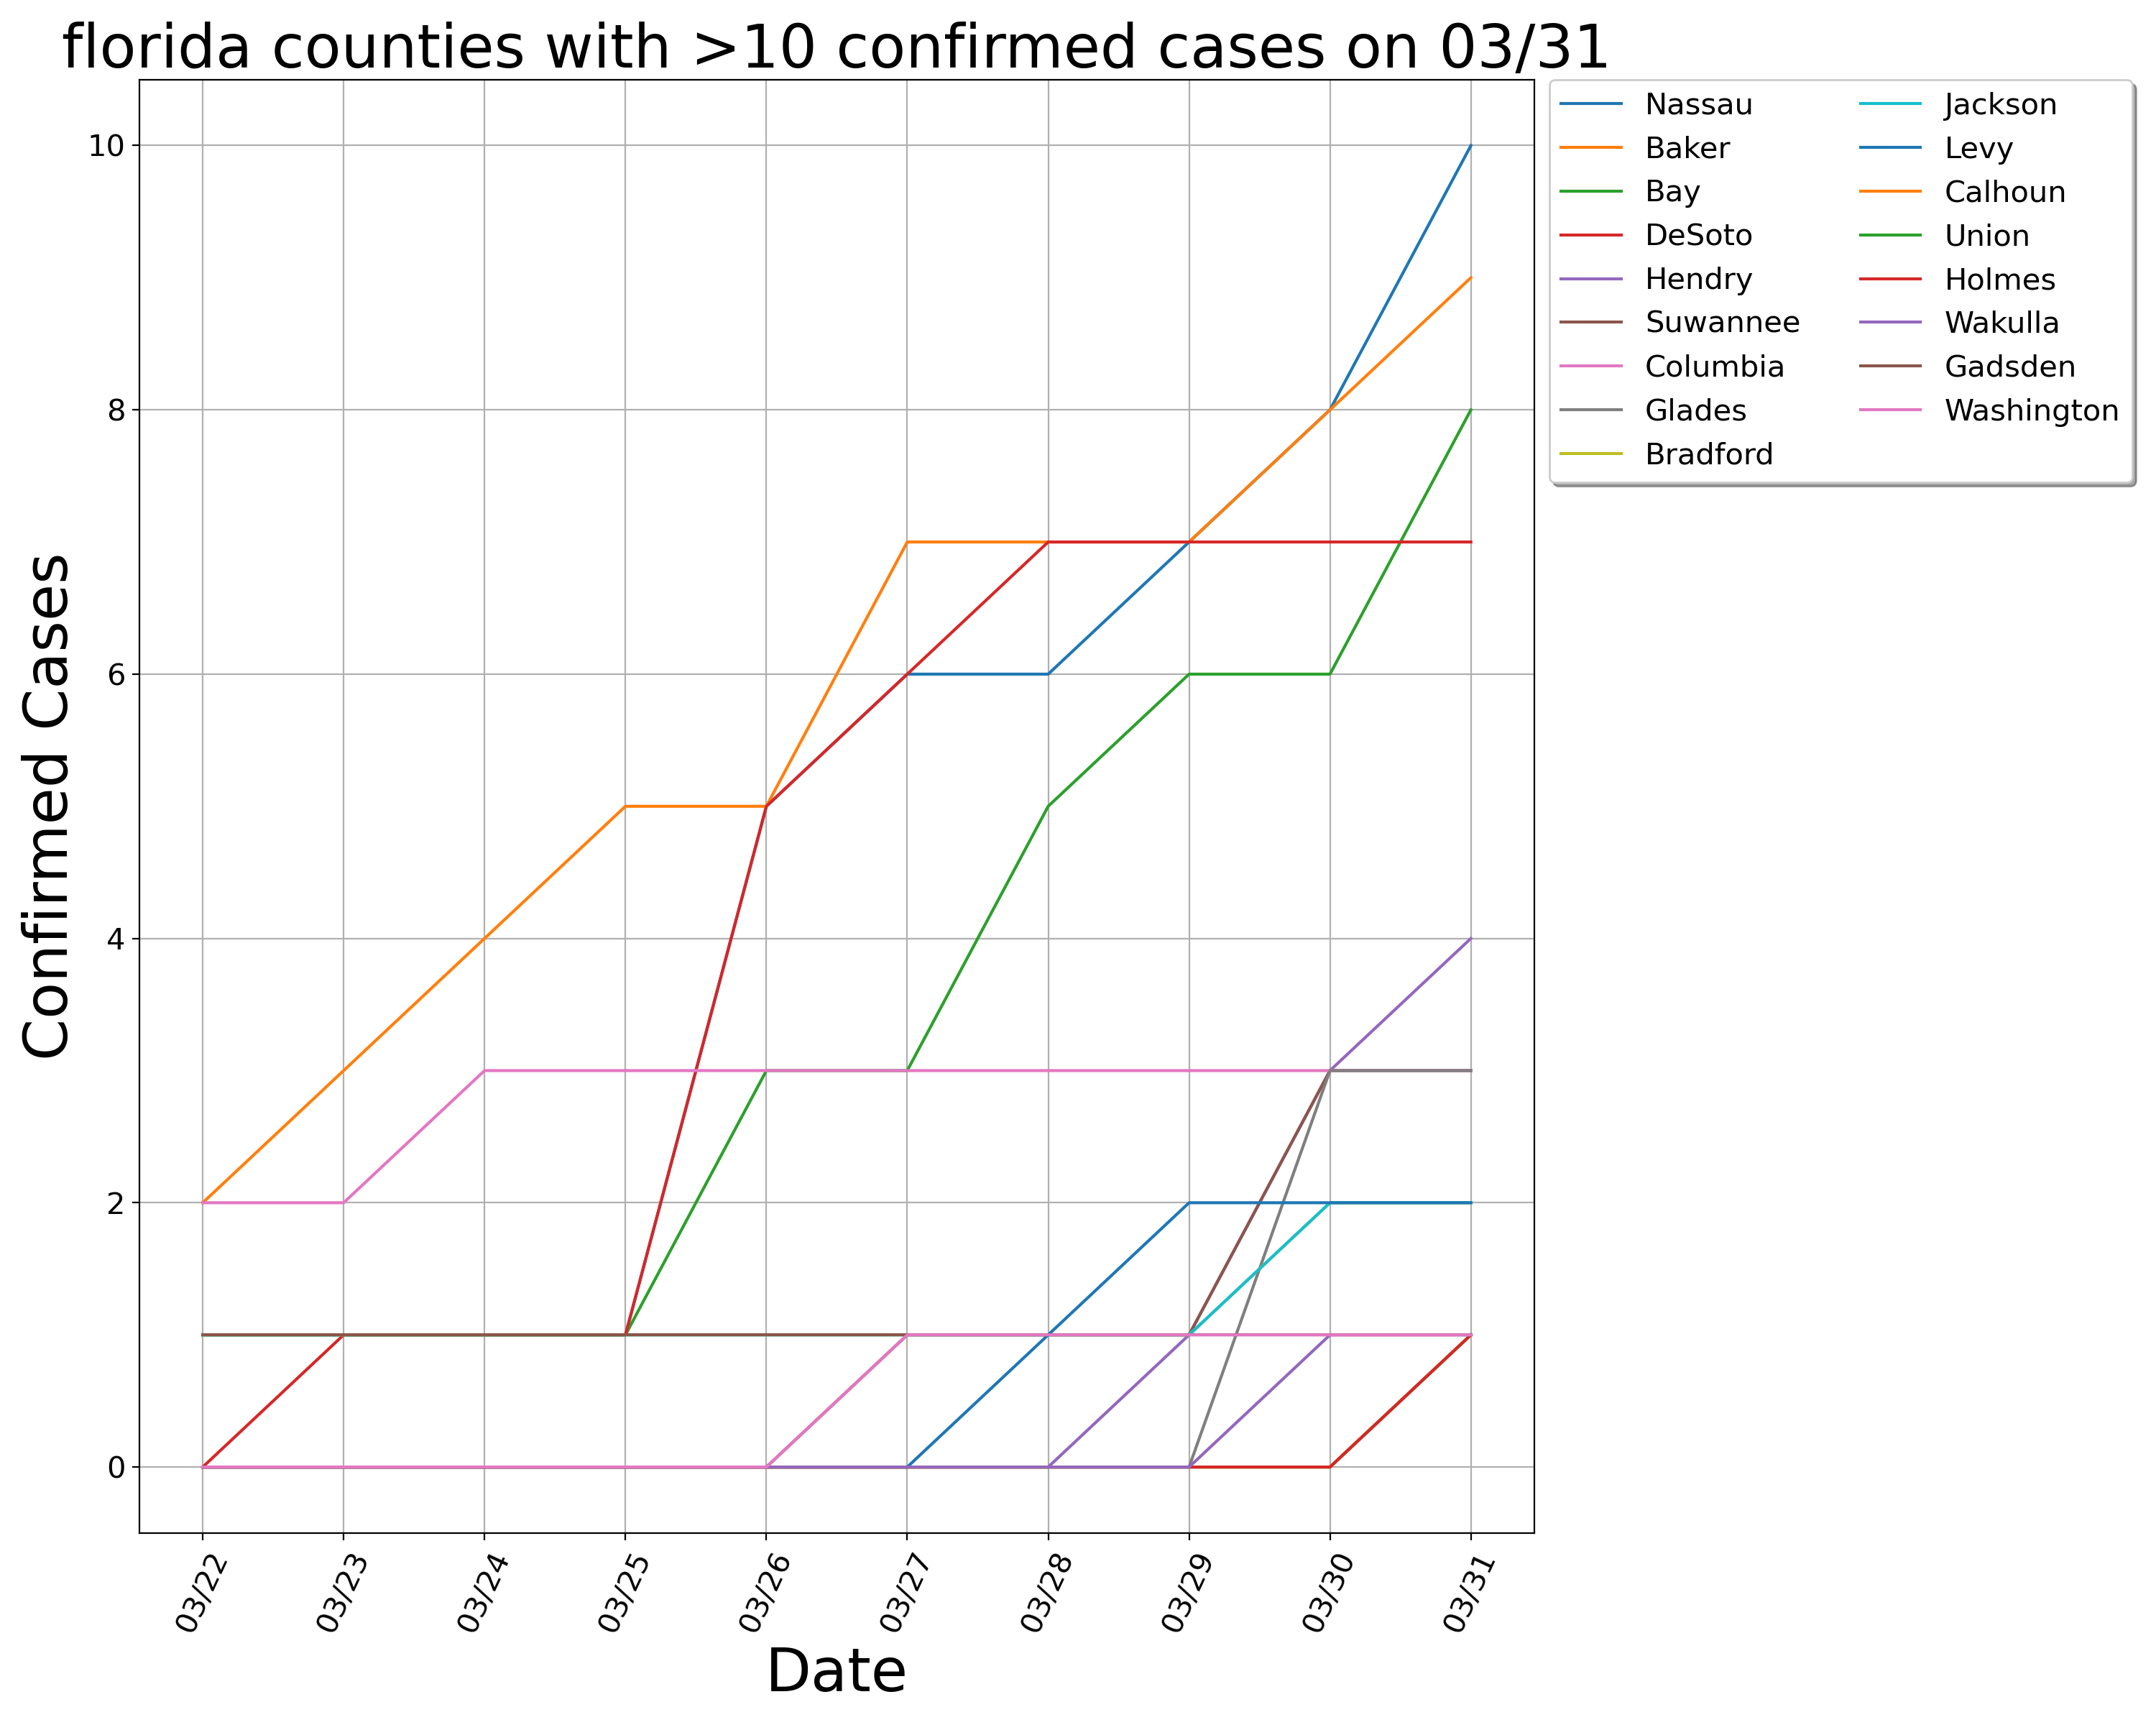 florida counties with >10 confirmed cases on 03/31
Confirmed Cases
10
8
6
4
2
0
03/22
03/23
03/24
03/25
03/26
03/27
03/28
03/29
03/30
03/31
Date
Nassau
Baker
Bay
DeSoto
Hendry
Suwannee
Columbia
Glades
Bradford
Jackson
Levy
Calhoun
Union
Holmes
Wakulla
Gadsden
Washington